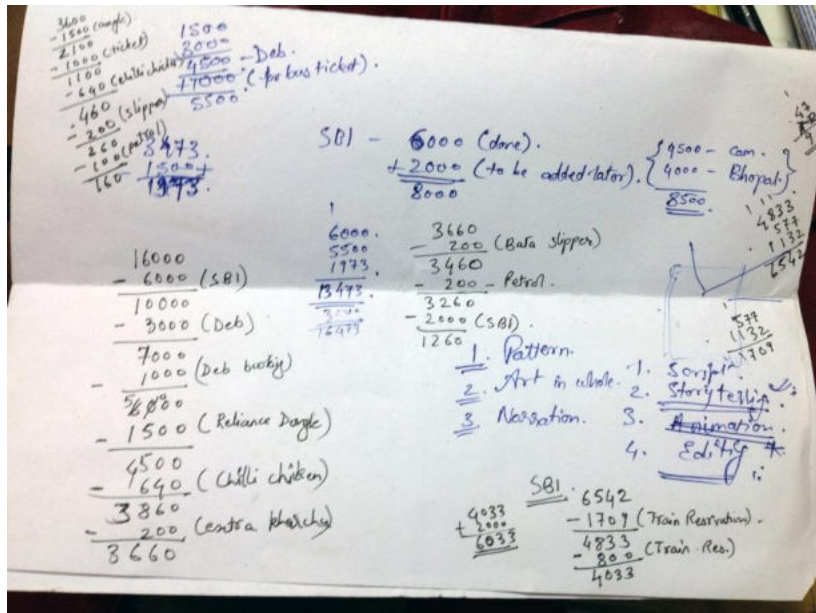 3600
- 1500 (dongle)
2100
- 1000 (ticket)
1100
- 640 (chilli chicken)
460
- 200 (slipper)
260
- 100 (petrol)
160
1500
3000
4500 - Deb.
+1000 (for bus ticket).
5500.
3473.
1500+
1973.
SBI - 6000 (done).
+ 2000 (to be added later).
8000
4500 - cam.
4000 - Bhopal.
8500.
4833
577
1132
6542
577
1132
1709
6000.
5500
1973
13473.
3000
16473
16000
- 6000 (SBI)
10000
- 3000 (Deb)
7000
- 1000 (Deb booking)
6000
- 1500 (Reliance Dongle)
4500
- 640 (Chilli chicken)
3860
- 200 (extra kharcha)
3660
3660
- 200 (Bata slipper)
3460
- 200 - Petrol.
3260
- 2000 (SBI).
1260
1. Pattern.
2. Art in whole.
3. Narration.
1. Script.
2. Storytelling.
3. Animation.
4. Editing
4033
+ 2000
6033
SBI.
6542
- 1709 (Train Reservation).
4833
- 800 (Train Res.)
4033